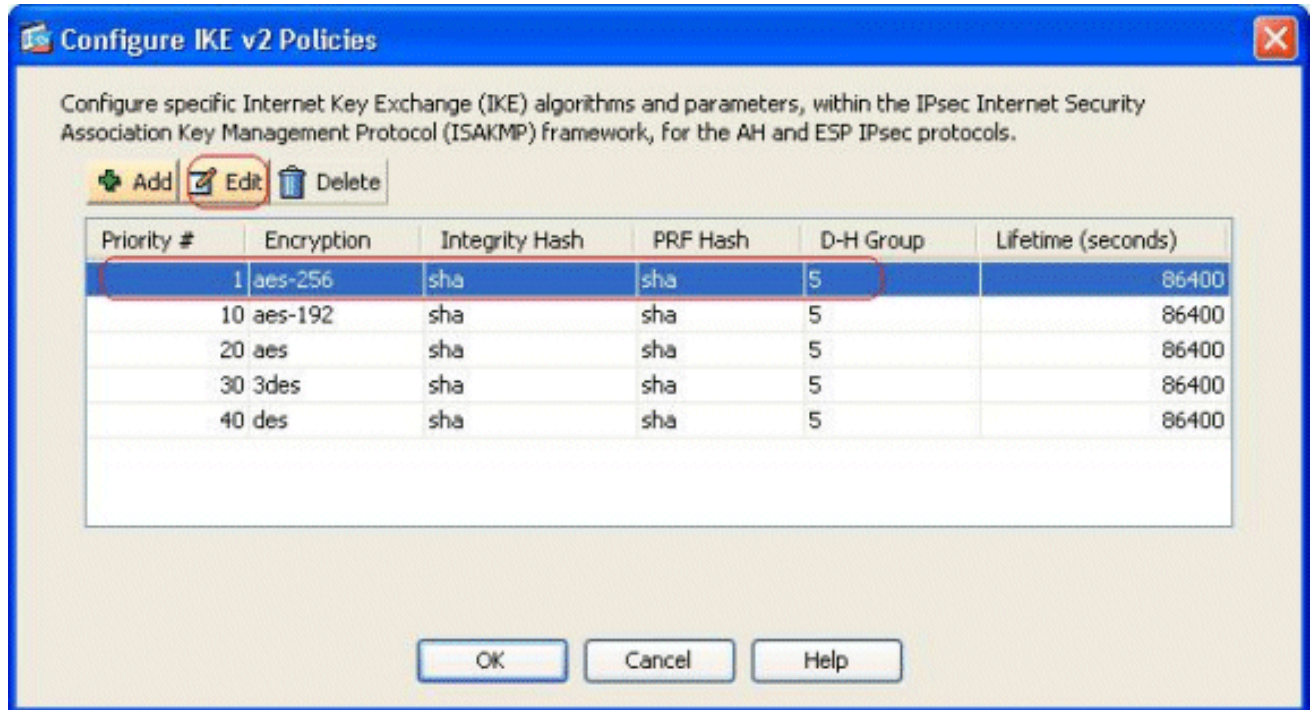 Configure IKE v2 Policies
Configure specific Internet Key Exchange (IKE) algorithms and parameters, within the IPsec Internet Security
Association Key Management Protocol (ISAKMP) framework, for the AH and ESP IPsec protocols.
Add Edit Delete
Priority # Encryption Integrity Hash PRF Hash D-H Group Lifetime (seconds)
1 aes-256 sha sha 5 86400
10 aes-192 sha sha 5 86400
20 aes sha sha 5 86400
30 3des sha sha 5 86400
40 des sha sha 5 86400
OK Cancel Help